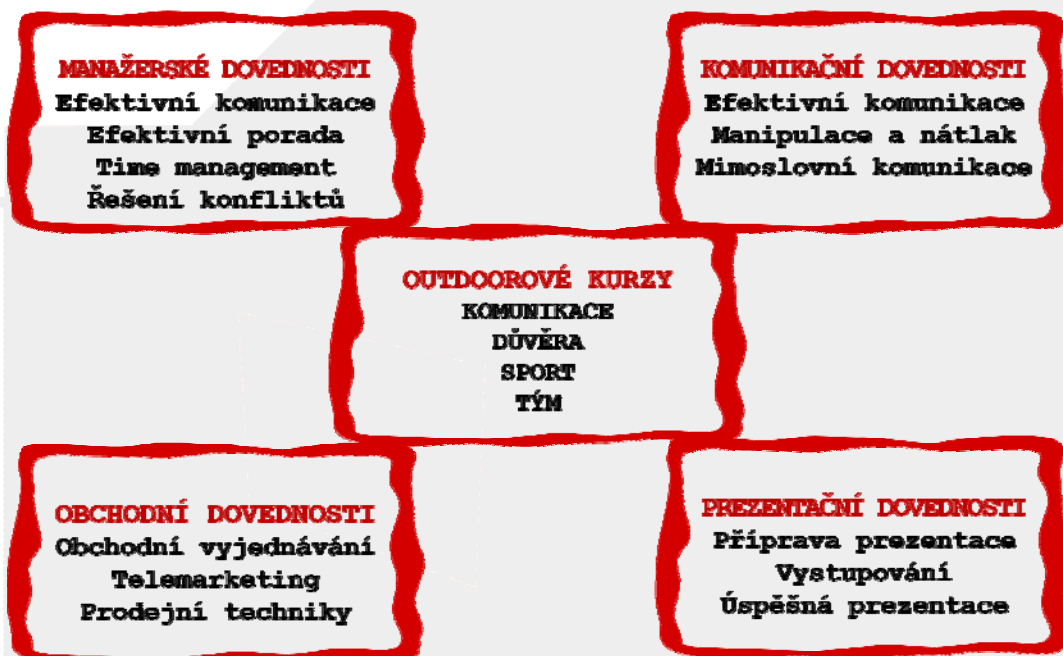 MANAŽERSKÉ DOVEDNOSTI
Efektivní komunikace
Efektivní porada
Time management
Řešení konfliktů
KOMUNIKAČNÍ DOVEDNOSTI
Efektivní komunikace
Manipulace a nátlak
Mimoslovní komunikace
OUTDOOROVÉ KURZY
KOMUNIKACE
DŮVĚRA
SPORT
TÝM
OBCHODNÍ DOVEDNOSTI
Obchodní vyjednávání
Telemarketing
Prodejní techniky
PREZENTAČNÍ DOVEDNOSTI
Příprava prezentace
Vystupování
Úspěšná prezentace